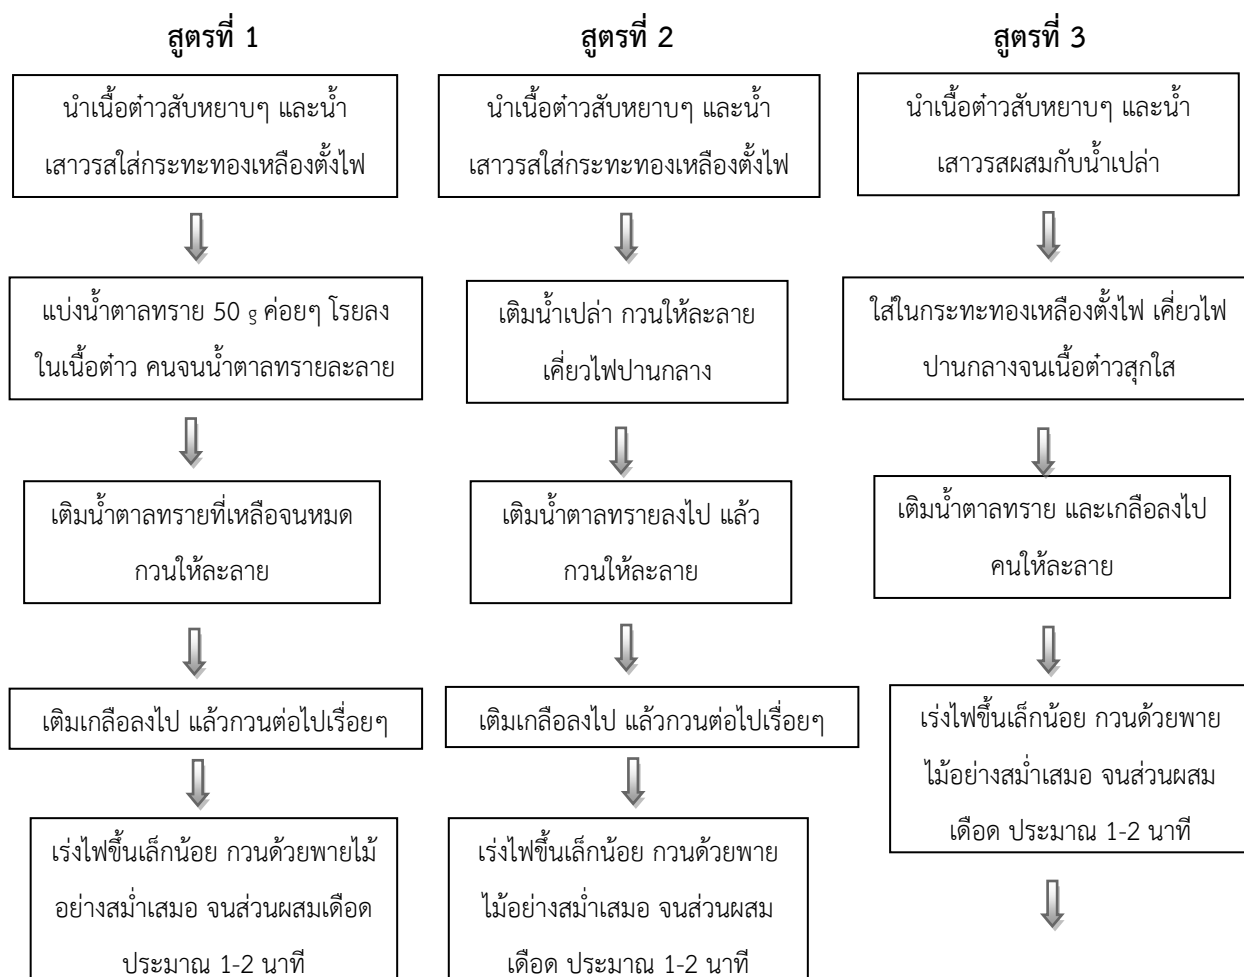 สูตรที่ 1
นำเนื้อต๋าวสับหยาบๆ และน้ำ
เสาวรสใส่กระทะทองเหลืองตั้งไฟ
แบ่งน้ำตาลทราย 50 g ค่อยๆ โรยลง
ในเนื้อต๋าว คนจนน้ำตาลทรายละลาย
เติมน้ำตาลทรายที่เหลือจนหมด
กวนให้ละลาย
เติมเกลือลงไป แล้วกวนต่อไปเรื่อยๆ
เร่งไฟขึ้นเล็กน้อย กวนด้วยพายไม้
อย่างสม่ำเสมอ จนส่วนผสมเดือด
ประมาณ 1-2 นาที
สูตรที่ 2
นำเนื้อต๋าวสับหยาบๆ และน้ำ
เสาวรสใส่กระทะทองเหลืองตั้งไฟ
เติมน้ำเปล่า กวนให้ละลาย
เคี่ยวไฟปานกลาง
เติมน้ำตาลทรายลงไป แล้ว
กวนให้ละลาย
เติมเกลือลงไป แล้วกวนต่อไปเรื่อยๆ
เร่งไฟขึ้นเล็กน้อย กวนด้วยพาย
ไม้อย่างสม่ำเสมอ จนส่วนผสม
เดือด ประมาณ 1-2 นาที
สูตรที่ 3
นำเนื้อต๋าวสับหยาบๆ และน้ำ
เสาวรสผสมกับน้ำเปล่า
ใส่ในกระทะทองเหลืองตั้งไฟ เคี่ยวไฟ
ปานกลางจนเนื้อต๋าวสุกใส
เติมน้ำตาลทราย และเกลือลงไป
คนให้ละลาย
เร่งไฟขึ้นเล็กน้อย กวนด้วยพาย
ไม้อย่างสม่ำเสมอ จนส่วนผสม
เดือด ประมาณ 1-2 นาที